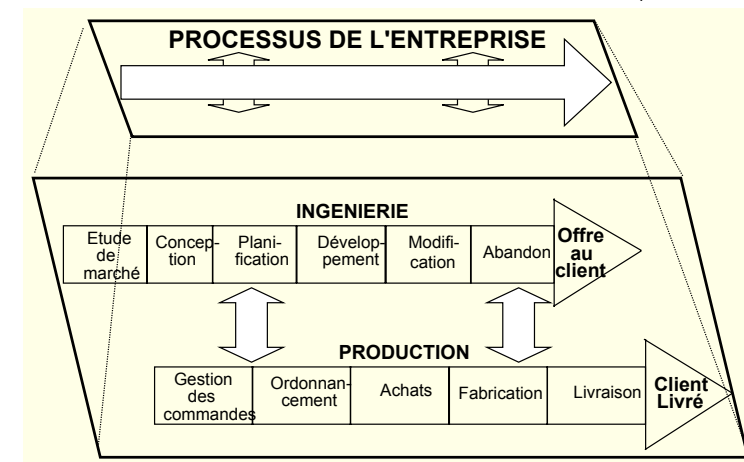 PROCESSUS DE L'ENTREPRISE
INGENIERIE
Etude
de
marché
Concep-
tion
Plani-
fication
Dévelop-
pement
Modifi-
cation
Abandon
Offre
au
client
PRODUCTION
Gestion
des
commandes
Ordonnan-
cement
Achats
Fabrication
Livraison
Client
Livré